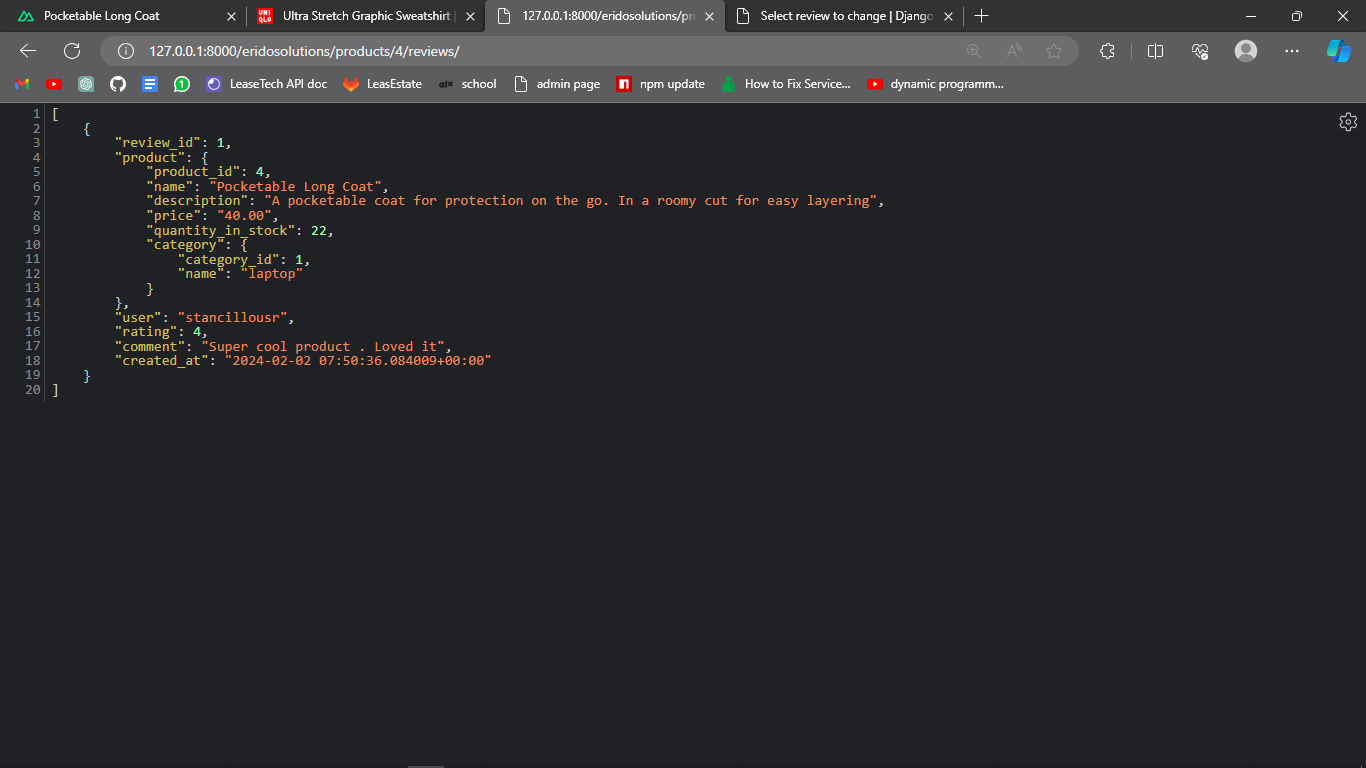 Pocketable Long Coat
UNI QLO
Ultra Stretch Graphic Sweatshirt
127.0.0.1:8000/eridosolutions/pr
Select review to change | Django
127.0.0.1:8000/eridosolutions/products/4/reviews/
1
LeaseTech API doc
LeasEstate
alx
school
admin page
n
npm update
How to Fix Service...
dynamic programm...
1 [
2 {
3 "review_id": 1,
4 "product": {
5 "product_id": 4,
6 "name": "Pocketable Long Coat",
7 "description": "A pocketable coat for protection on the go. In a roomy cut for easy layering",
8 "price": "40.00",
9 "quantity_in_stock": 22,
10 "category": {
11 "category_id": 1,
12 "name": "laptop"
13 }
14 },
15 "user": "stancillousr",
16 "rating": 4,
17 "comment": "Super cool product . Loved it",
18 "created_at": "2024-02-02 07:50:36.084009+00:00"
19 }
20 ]